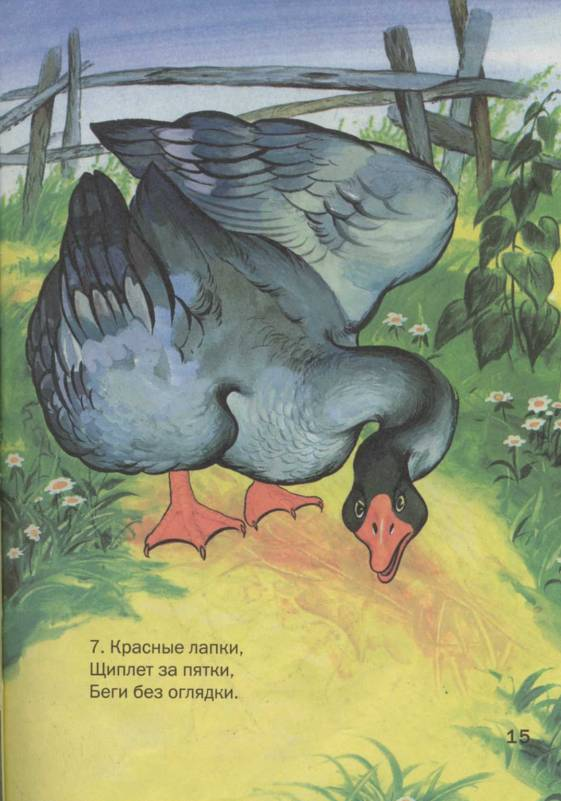 7. Красные лапки,
Щиплет за пятки,
Беги без оглядки.
15